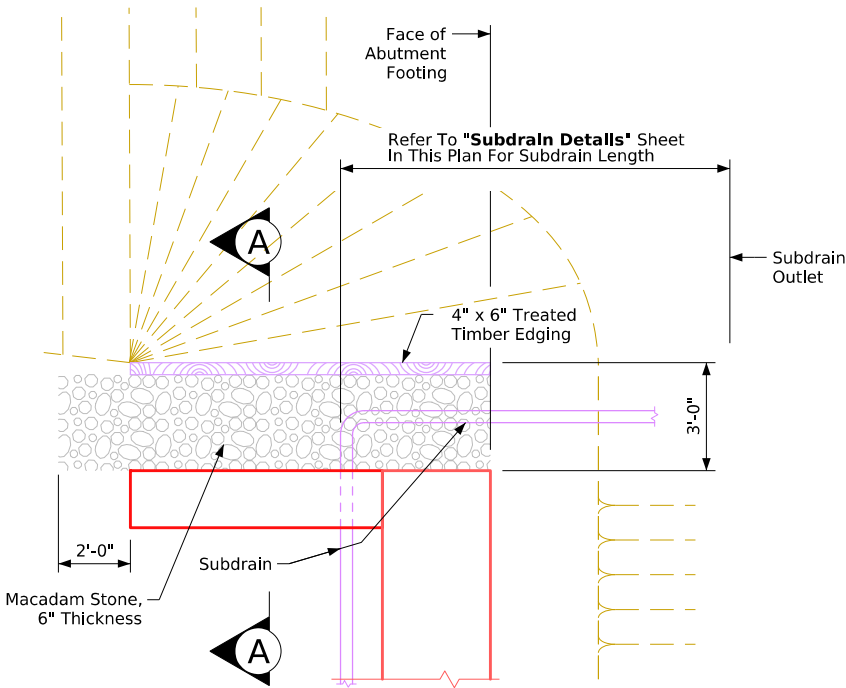 Face of
Abutment
Footing
Refer To "Subdrain Details" Sheet
In This Plan For Subdrain Length
A
Subdrain
Outlet
4" x 6" Treated
Timber Edging
3'-0"
2'-0"
Subdrain
Macadam Stone,
6" Thickness
A